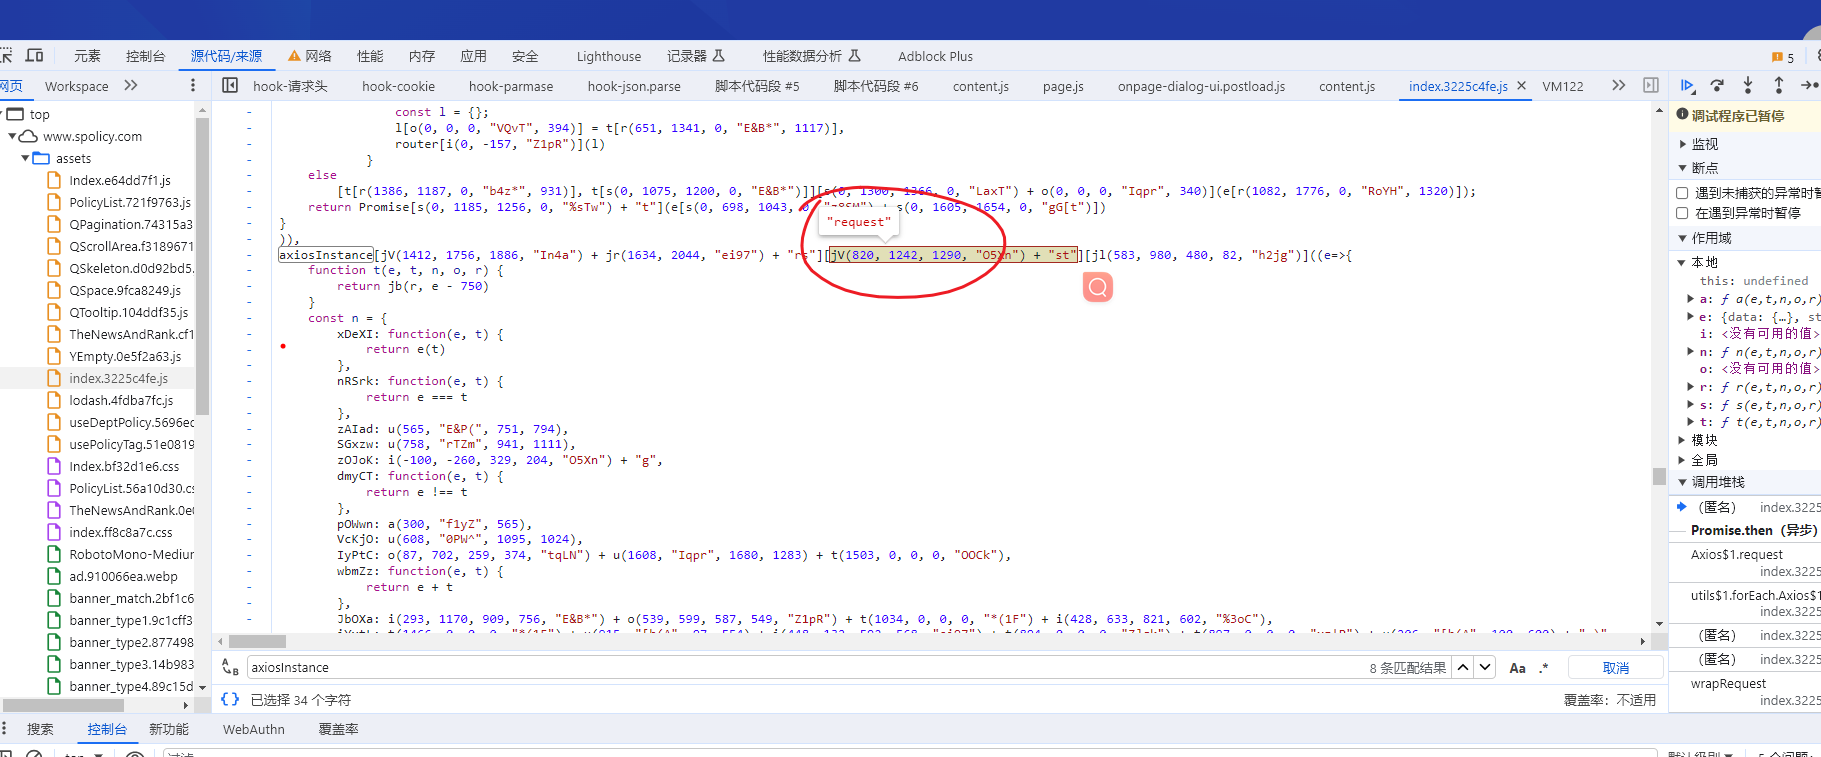 元素 控制台 源代码/来源 网络 性能 内存 应用 安全 Lighthouse 记录器 性能数据分析 Adblock Plus 5
网页 Workspace hook-请求头 hook-cookie hook-parmase hook-json.parse 脚本代码段 #5 脚本代码段 #6 content.js page.js onpage-dialog-ui.postload.js content.js index.3225c4fe.js VM122
top
www.spolicy.com
assets
Index.e64dd7f1.js
PolicyList.721f9763.js
QPagination.74315a3
QScrollArea.f3189671
QSkeleton.d0d92bd5.
QSpace.9fca8249.js
QTooltip.104ddf35.js
TheNewsAndRank.cf1
YEmpty.0e5f2a63.js
index.3225c4fe.js
lodash.4fdba7fc.js
useDeptPolicy.5696ec
usePolicyTag.51e0819
Index.bf32d1e6.css
PolicyList.56a10d30.cs
TheNewsAndRank.0e
index.ff8c8a7c.css
RobotoMono-Medium
ad.910066ea.webp
banner_match.2bf1c6
banner_type1.9c1cff3
banner_type2.877498
banner_type3.14b983
banner_type4.89c15d
const l = {};
l[o(0, 0, 0, "VQvT", 394)] = t[r(651, 1341, 0, "E&B*", 1117)],
router[i(0, -157, "Z1pR")](l)
}
else
[t[r(1386, 1187, 0, "b4z*", 931)], t[s(0, 1075, 1200, 0, "E&B*")]][s(0, 1300, 1366, 0, "LaxT") + o(0, 0, 0, "Iqpr", 340)](e[r(1082, 1776, 0, "RoYH", 1320)]);
return Promise[s(0, 1185, 1256, 0, "%sTw") + "t"](e[s(0, 698, 1043, 0, s(0, 1605, 1654, 0, "gG[t")])
"request"
}
)),
axiosInstance[jV(1412, 1756, 1886, "In4a") + jr(1634, 2044, "ei97") + "rs"][jV(820, 1242, 1290, "O5Xn") + "st"][jl(583, 980, 480, 82, "h2jg")]((e=>{
function t(e, t, n, o, r) {
return jb(r, e - 750)
}
const n = {
xDeXI: function(e, t) {
return e(t)
},
nRSrk: function(e, t) {
return e === t
},
zAIad: u(565, "E&P(", 751, 794),
SGxzw: u(758, "rTZm", 941, 1111),
zOJoK: i(-100, -260, 329, 204, "O5Xn") + "g",
dmyCT: function(e, t) {
return e !== t
},
pOWwn: a(300, "f1yZ", 565),
VcKjO: u(608, "0PW^", 1095, 1024),
IyPtC: o(87, 702, 259, 374, "tqLN") + u(1608, "Iqpr", 1680, 1283) + t(1503, 0, 0, 0, "OOCk"),
wbmZz: function(e, t) {
return e + t
},
JbOXa: i(293, 1170, 909, 756, "E&B*") + o(539, 599, 587, 549, "Z1pR") + t(1034, 0, 0, 0, "*(1F") + i(428, 633, 821, 602, "%3oC"),
axiosInstance 8 条匹配结果 Aa .* 取消
{} 已选择 34 个字符 覆盖率：不适用
调试程序已暂停
监视
断点
遇到未捕获的异常时暂
在遇到异常时暂停
作用域
本地
this: undefined
a: ƒ a(e,t,n,o,r)
e: {data: {…}, st
i: <没有可用的值>
n: ƒ n(e,t,n,o,r)
o: <没有可用的值>
r: ƒ r(e,t,n,o,r)
s: ƒ s(e,t,n,o,r)
t: ƒ t(e,t,n,o,r)
模块
全局
调用堆栈
（匿名） index.3225
Promise.then（异步）
Axios$1.request
index.3225
utils$1.forEach.Axios$1
index.3225
（匿名） index.3225
（匿名） index.3225
wrapRequest
index.3225
搜索 控制台 新功能 WebAuthn 覆盖率